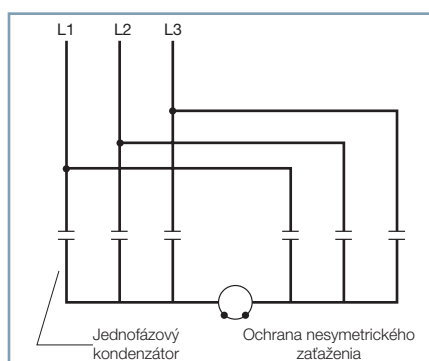 L1 L2 L3
Jednofázový
kondenzátor
Ochrana nesymetrického
zaťaženia